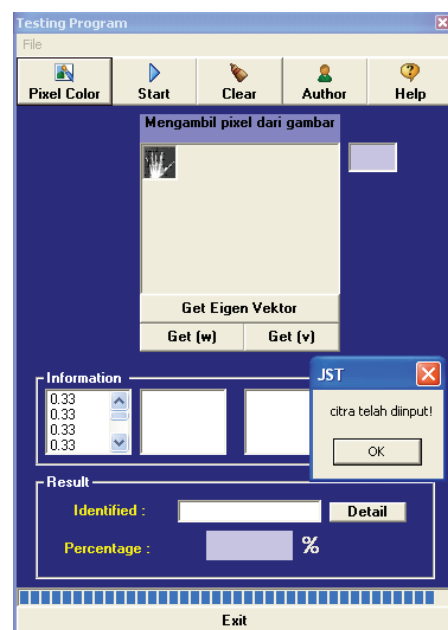 Testing Program
File
Pixel Color Start Clear Author Help
Mengambil pixel dari gambar
Get Eigen Vektor
Get (w) Get (v)
Information
JST
0.33
0.33
0.33
0.33
citra telah diinput!
OK
Result
Identified :
Detail
Percentage :
%
Exit